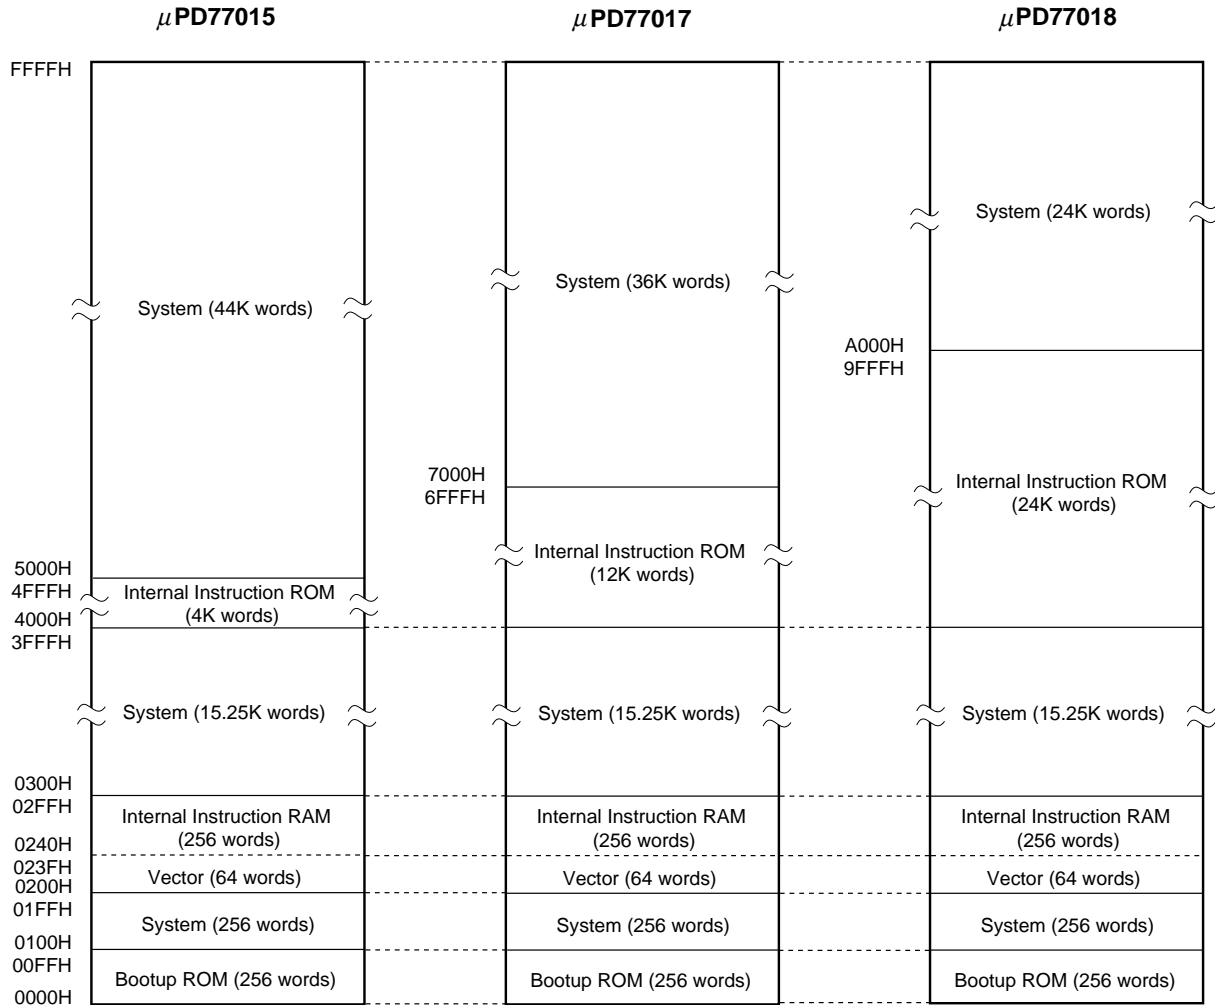 μPD77015
μPD77017
μPD77018
FFFFH
System (24K words)
System (36K words)
System (44K words)
A000H
9FFFH
7000H
6FFFH
Internal Instruction ROM
(24K words)
Internal Instruction ROM
(12K words)
5000H
4FFFH
Internal Instruction ROM
(4K words)
4000H
3FFFH
System (15.25K words)
System (15.25K words)
System (15.25K words)
0300H
02FFH
Internal Instruction RAM
(256 words)
Internal Instruction RAM
(256 words)
Internal Instruction RAM
(256 words)
0240H
023FH
Vector (64 words)
Vector (64 words)
Vector (64 words)
0200H
01FFH
System (256 words)
System (256 words)
System (256 words)
0100H
00FFH
Bootup ROM (256 words)
Bootup ROM (256 words)
Bootup ROM (256 words)
0000H